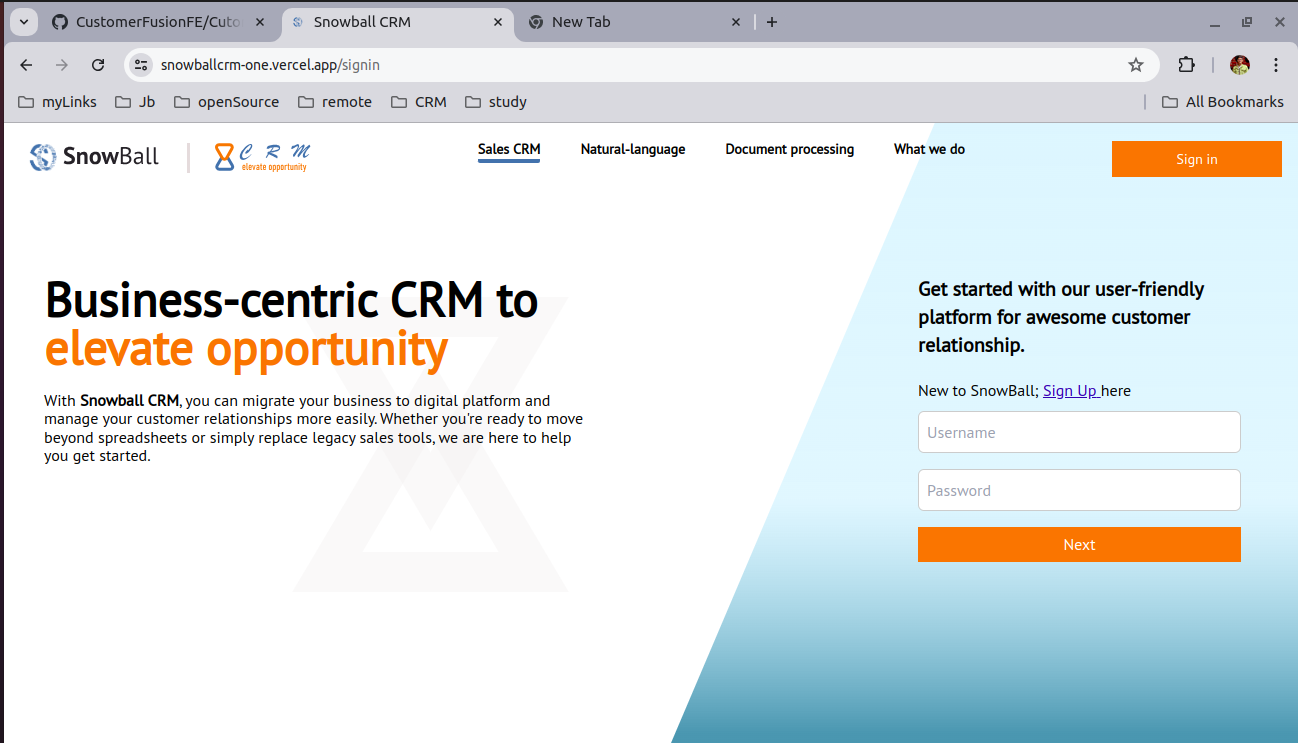 CustomerFusionFE/Cuto
Snowball CRM
New Tab
snowballcrm-one.vercel.app/signin
myLinks
Jb
openSource
remote
CRM
study
All Bookmarks
SnowBall
CRM
elevate opportunity
Sales CRM
Natural-language
Document processing
What we do
Sign in
Business-centric CRM to
elevate opportunity
With Snowball CRM, you can migrate your business to digital platform and
manage your customer relationships more easily. Whether you're ready to move
beyond spreadsheets or simply replace legacy sales tools, we are here to help
you get started.
Get started with our user-friendly
platform for awesome customer
relationship.
New to SnowBall; Sign Up here
Username
Password
Next